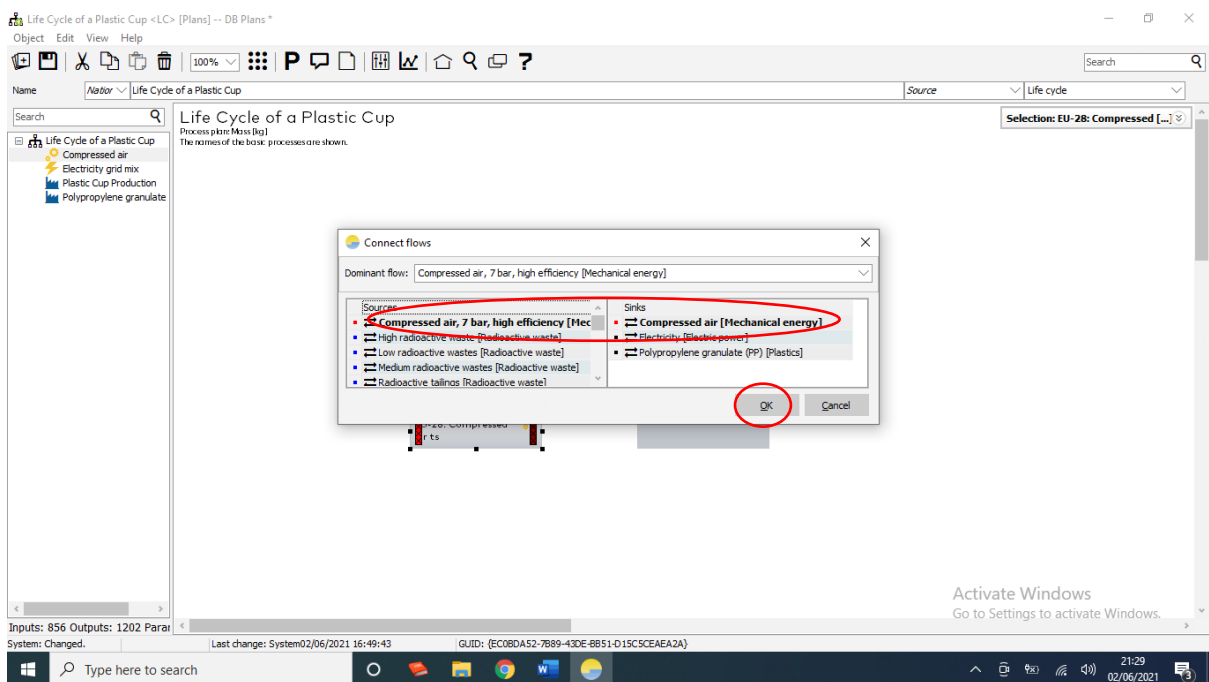 Life Cycle of a Plastic Cup <LC> [Plans] -- DB Plans *
Object Edit View Help
100%
P
?
Search
Name
Nation
Life Cycle of a Plastic Cup
Source
Life cycle
Search
Life Cycle of a Plastic Cup
Compressed air
Electricity grid mix
Plastic Cup Production
Polypropylene granulate
Life Cycle of a Plastic Cup
Process plan: Mass [kg]
The names of the basic processes are shown.
Selection: EU-28: Compressed [...]
Connect flows
Dominant flow: Compressed air, 7 bar, high efficiency [Mechanical energy]
Sources
Compressed air, 7 bar, high efficiency [Mec
High radioactive waste [Radioactive waste]
Low radioactive wastes [Radioactive waste]
Medium radioactive wastes [Radioactive waste]
Radioactive tailings [Radioactive waste]
Sinks
Compressed air [Mechanical energy]
Electricity [Electric power]
Polypropylene granulate (PP) [Plastics]
OK
Cancel
Compressed
r ts
Activate Windows
Go to Settings to activate Windows.
Inputs: 856 Outputs: 1202 Parar
System: Changed.
Last change: System02/06/2021 16:49:43
GUID: {EC0BDA52-7B89-43DE-BB51-D15C5CEAEA2A}
Type here to search
21:29
02/06/2021
3